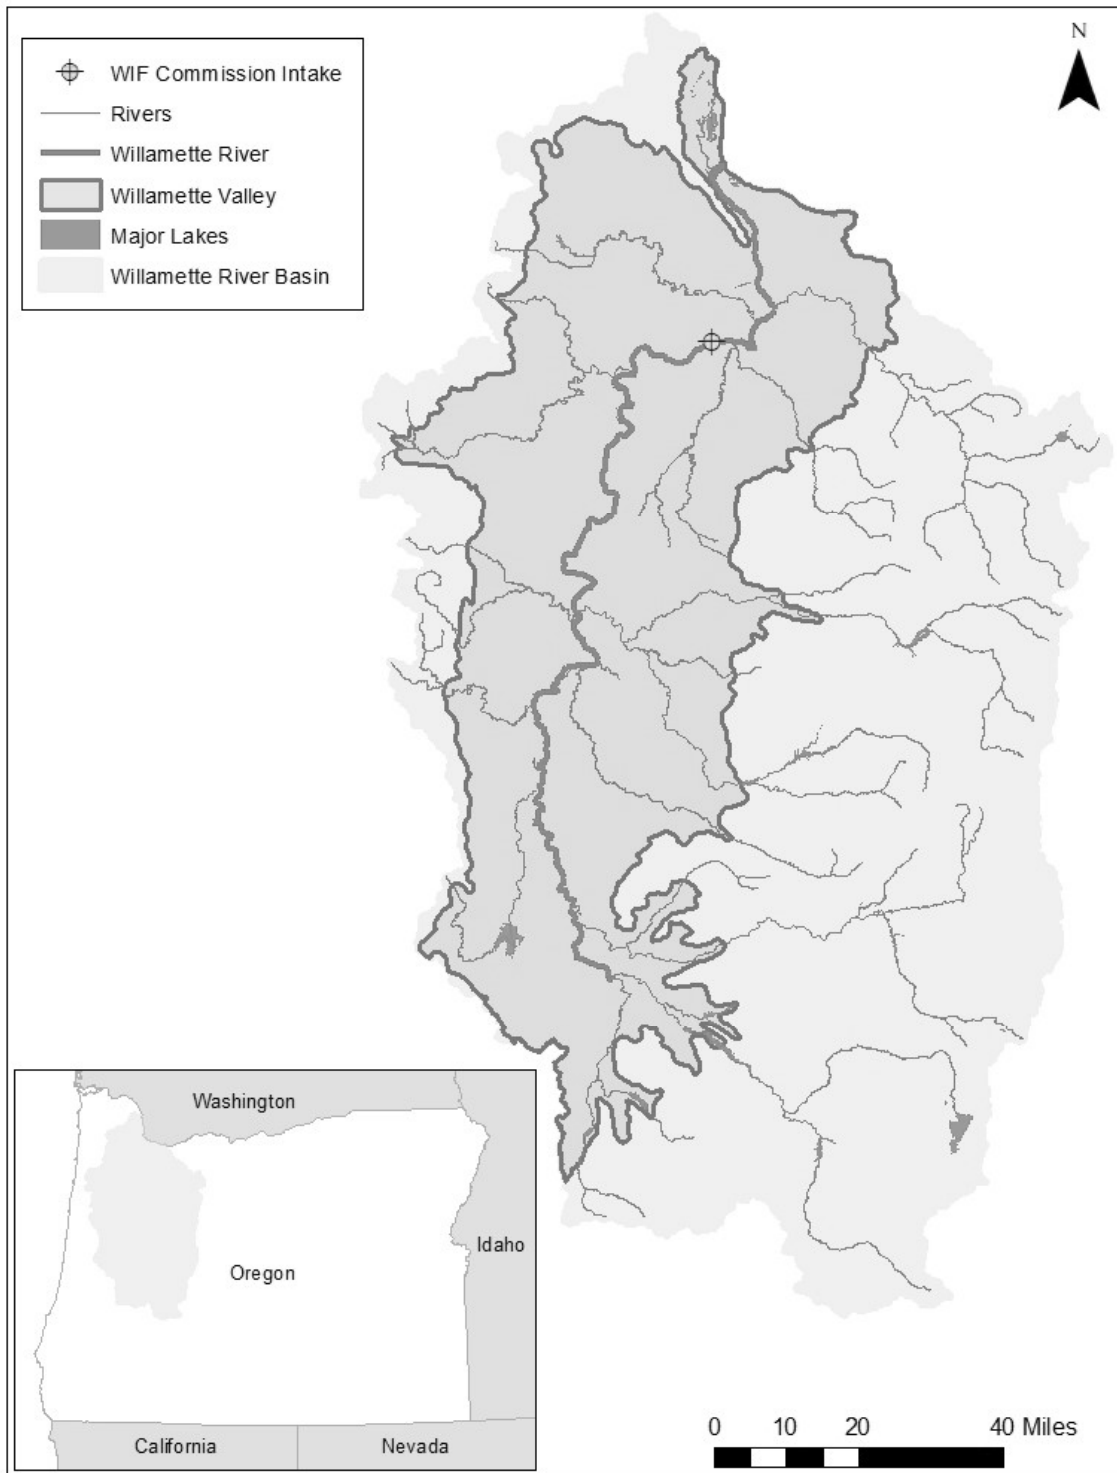 N
WIF Commission Intake
Rivers
Willamette River
Willamette Valley
Major Lakes
Willamette River Basin
Washington
Idaho
Oregon
California
Nevada
0 10 20 40 Miles